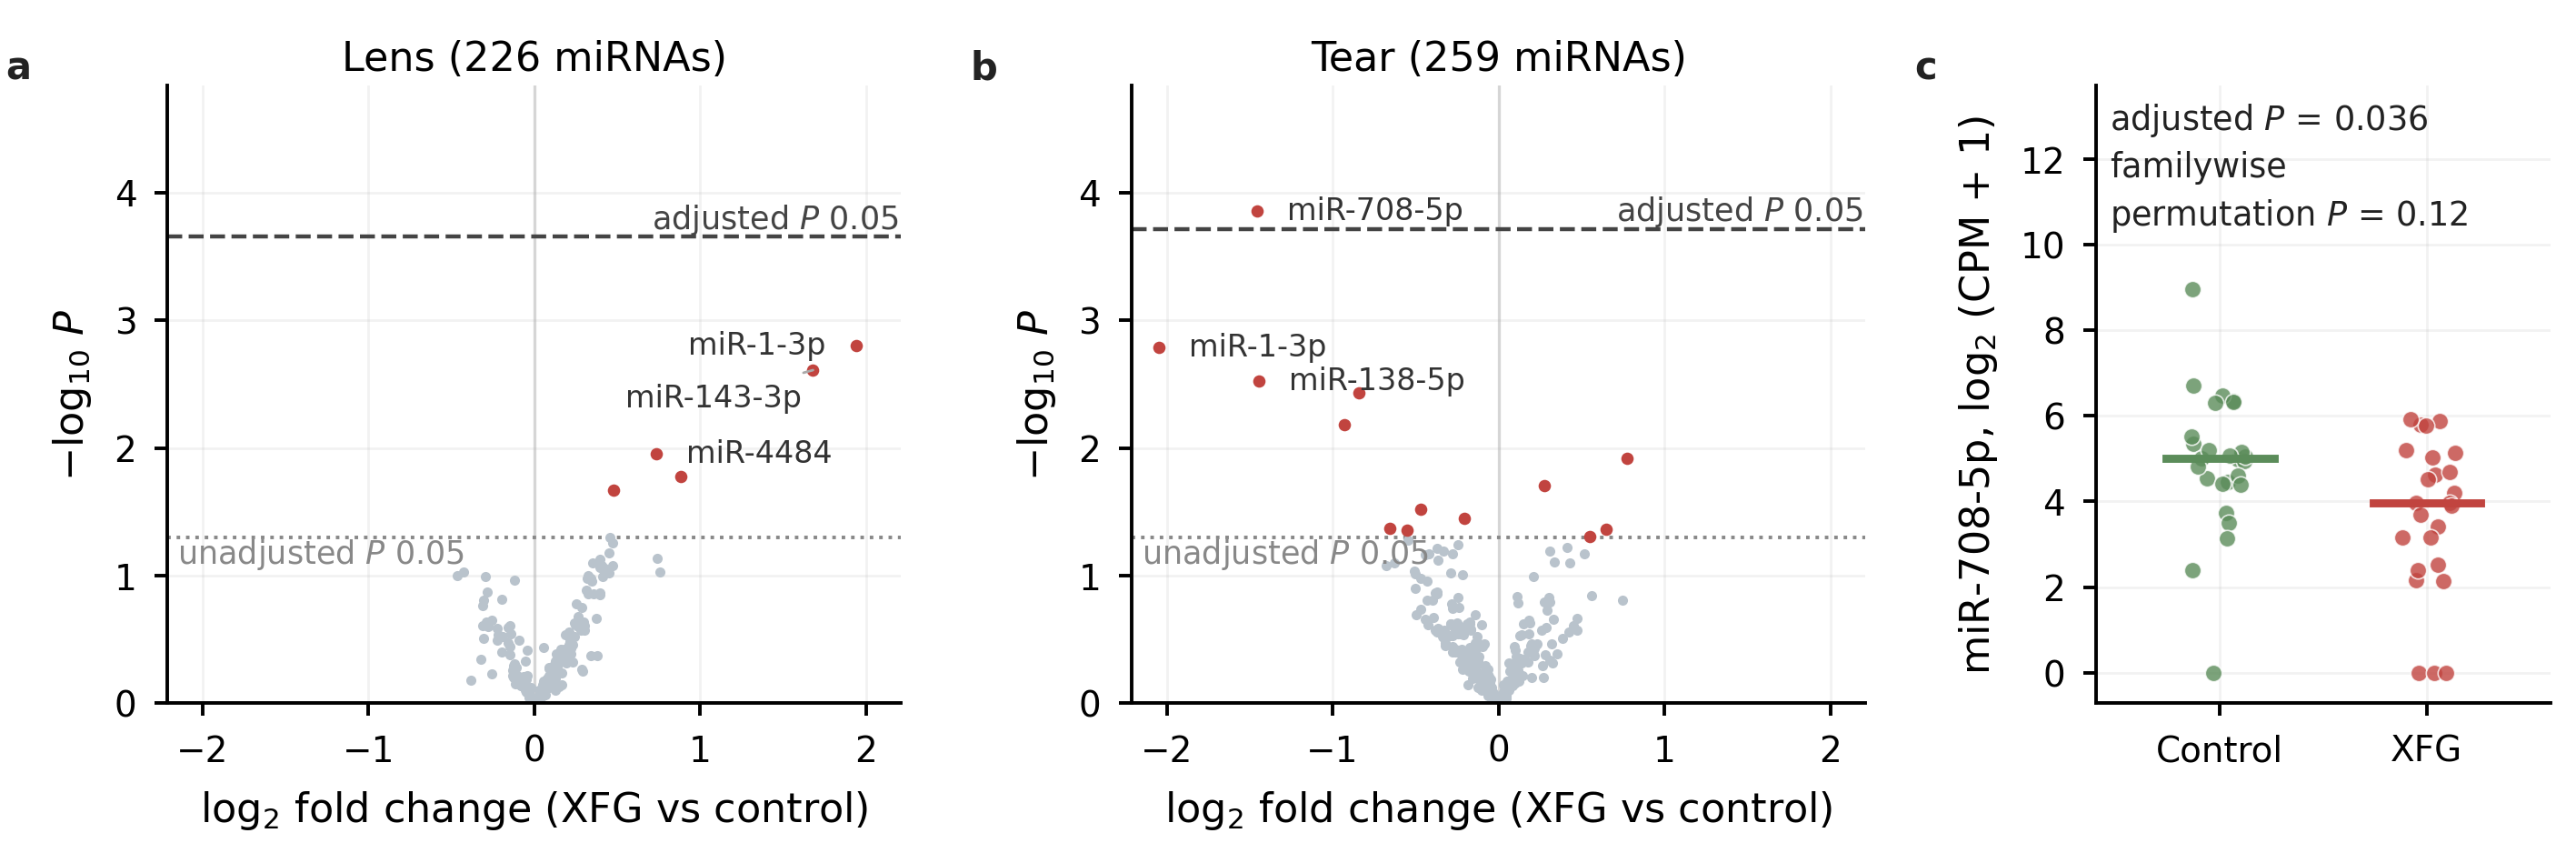 a
Lens (226 miRNAs)
4
3
2
1
0
−log₁₀ P
adjusted P 0.05
miR-1-3p
miR-143-3p
miR-4484
unadjusted P 0.05
−2
−1
0
1
2
log₂ fold change (XFG vs control)
b
Tear (259 miRNAs)
4
3
2
1
0
−log₁₀ P
miR-708-5p
adjusted P 0.05
miR-1-3p
miR-138-5p
unadjusted P 0.05
−2
−1
0
1
2
log₂ fold change (XFG vs control)
c
adjusted P = 0.036
familywise
permutation P = 0.12
12
10
8
6
4
2
0
miR-708-5p, log₂ (CPM + 1)
Control
XFG